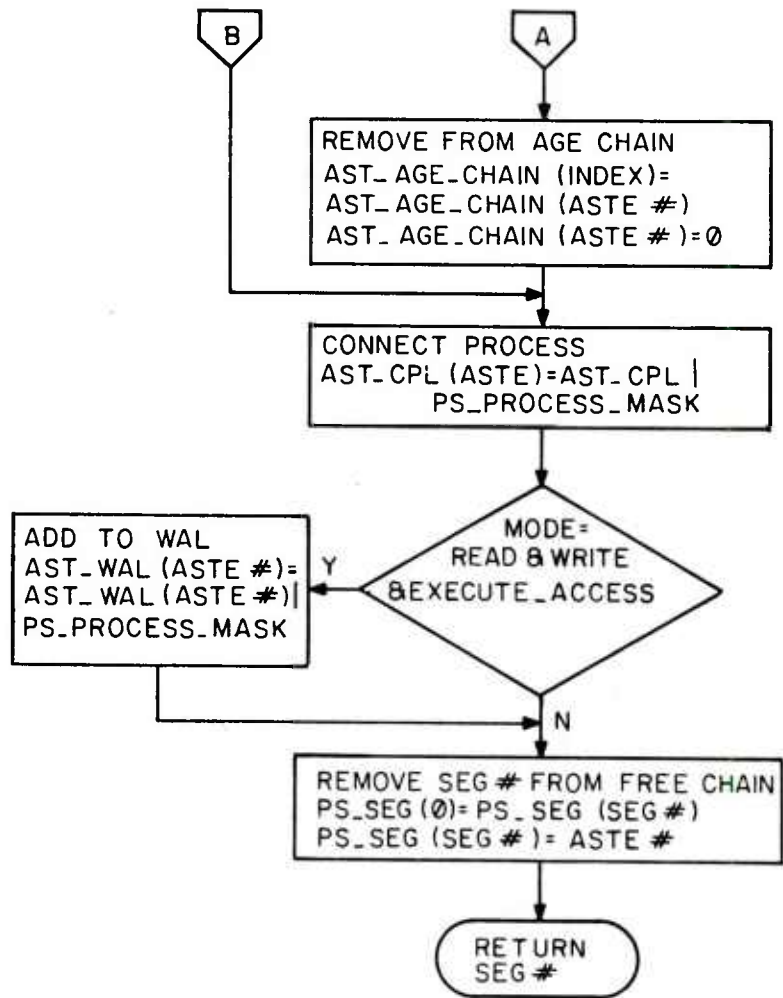 B
A
REMOVE FROM AGE CHAIN
AST_AGE_CHAIN (INDEX)=
AST_AGE_CHAIN (ASTE #)
AST_AGE_CHAIN (ASTE #)=0
CONNECT PROCESS
AST_CPL (ASTE)=AST_CPL |
PS_PROCESS_MASK
MODE=
READ & WRITE
&EXECUTE_ACCESS
Y
ADD TO WAL
AST_WAL (ASTE #)=
AST_WAL (ASTE #)|
PS_PROCESS_MASK
N
REMOVE SEG # FROM FREE CHAIN
PS_SEG (0)= PS_SEG (SEG #)
PS_SEG (SEG #)= ASTE #
RETURN
SEG #